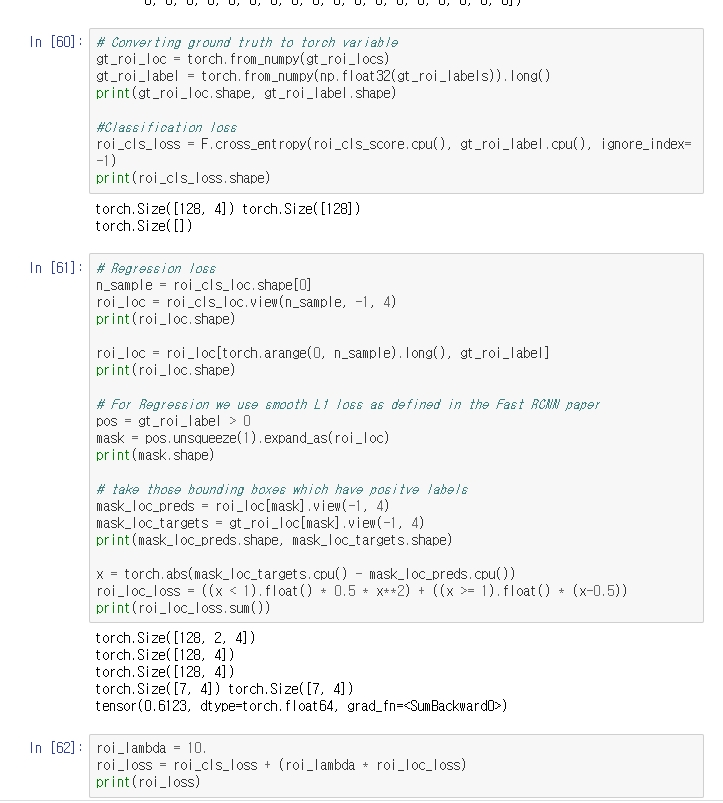 In [60]: # Converting ground truth to torch variable
gt_roi_loc = torch.from_numpy(gt_roi_locs)
gt_roi_label = torch.from_numpy(np.float32(gt_roi_labels)).long()
print(gt_roi_loc.shape, gt_roi_label.shape)
#Classification loss
roi_cls_loss = F.cross_entropy(roi_cls_score.cpu(), gt_roi_label.cpu(), ignore_index=
-1)
print(roi_cls_loss.shape)
torch.Size([128, 4]) torch.Size([128])
torch.Size([])
In [61]: # Regression loss
n_sample = roi_cls_loc.shape[0]
roi_loc = roi_cls_loc.view(n_sample, -1, 4)
print(roi_loc.shape)
roi_loc = roi_loc[torch.arange(0, n_sample).long(), gt_roi_label]
print(roi_loc.shape)
# For Regression we use smooth L1 loss as defined in the Fast RCNN paper
pos = gt_roi_label > 0
mask = pos.unsqueeze(1).expand_as(roi_loc)
print(mask.shape)
# take those bounding boxes which have positve labels
mask_loc_preds = roi_loc[mask].view(-1, 4)
mask_loc_targets = gt_roi_loc[mask].view(-1, 4)
print(mask_loc_preds.shape, mask_loc_targets.shape)
x = torch.abs(mask_loc_targets.cpu() - mask_loc_preds.cpu())
roi_loc_loss = ((x < 1).float() * 0.5 * x**2) + ((x >= 1).float() * (x-0.5))
print(roi_loc_loss.sum())
torch.Size([128, 2, 4])
torch.Size([128, 4])
torch.Size([128, 4])
torch.Size([7, 4]) torch.Size([7, 4])
tensor(0.6123, dtype=torch.float64, grad_fn=<SumBackward0>)
In [62]: roi_lambda = 10.
roi_loss = roi_cls_loss + (roi_lambda * roi_loc_loss)
print(roi_loss)